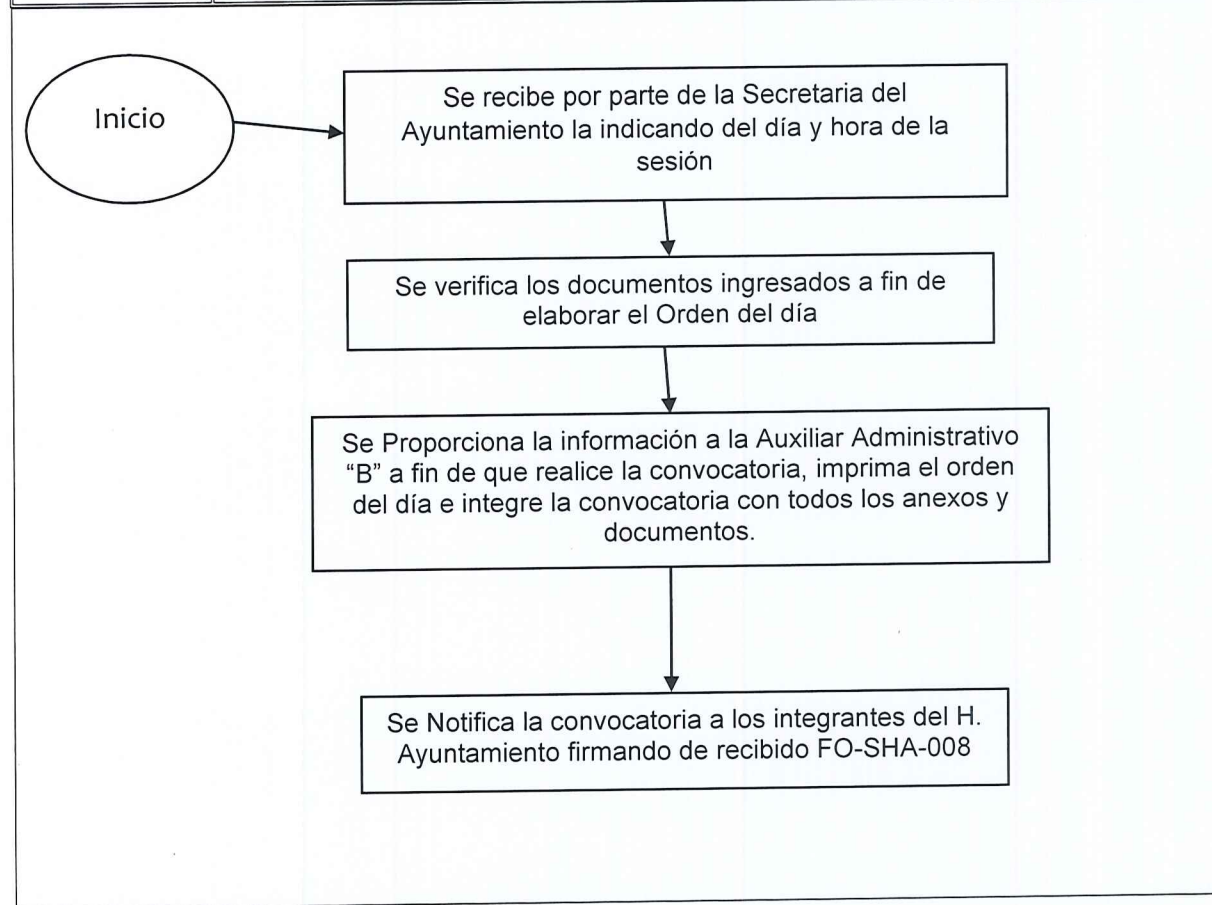 Inicio
Se recibe por parte de la Secretaria del
Ayuntamiento la indicando del día y hora de la
sesión
Se verifica los documentos ingresados a fin de
elaborar el Orden del día
Se Proporciona la información a la Auxiliar Administrativo
“B” a fin de que realice la convocatoria, imprima el orden
del día e integre la convocatoria con todos los anexos y
documentos.
Se Notifica la convocatoria a los integrantes del H.
Ayuntamiento firmando de recibido FO-SHA-008